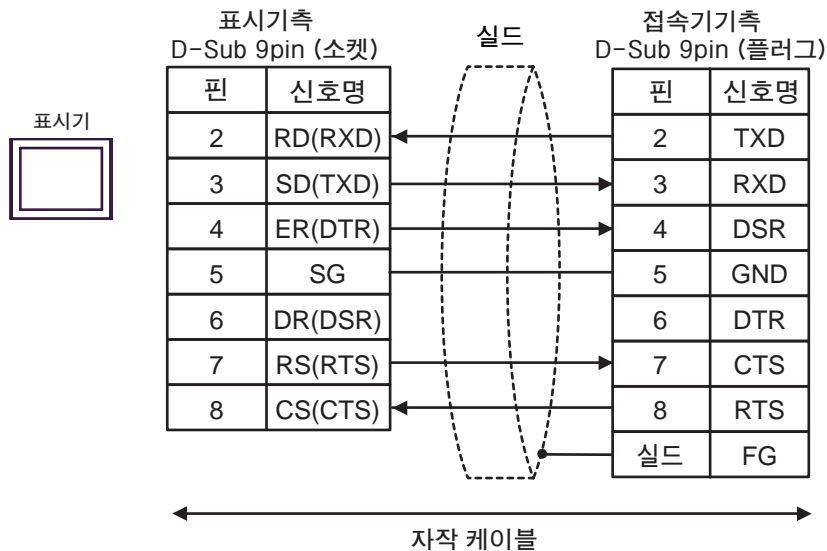 표시기측
D-Sub 9pin (소켓)
실드
접속기기측
D-Sub 9pin (플러그)
표시기
핀 신호명 핀 신호명
2 RD(RXD) 2 TXD
3 SD(TXD) 3 RXD
4 ER(DTR) 4 DSR
5 SG 5 GND
6 DR(DSR) 6 DTR
7 RS(RTS) 7 CTS
8 CS(CTS) 8 RTS
실드 FG
자작 케이블